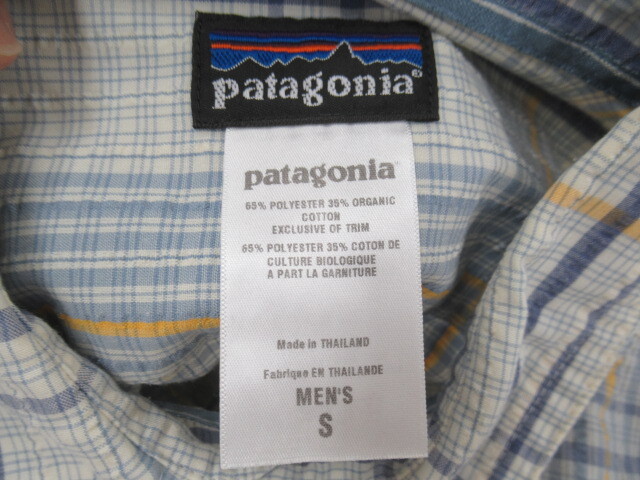 patagonia®
patagonia®
65% POLYESTER 35% ORGANIC
COTTON
EXCLUSIVE OF TRIM
65% POLYESTER 35% COTON DE
CULTURE BIOLOGIQUE
A PART LA GARNITURE
Made in THAILAND
Fabriqué EN THAILANDE
MEN'S
S